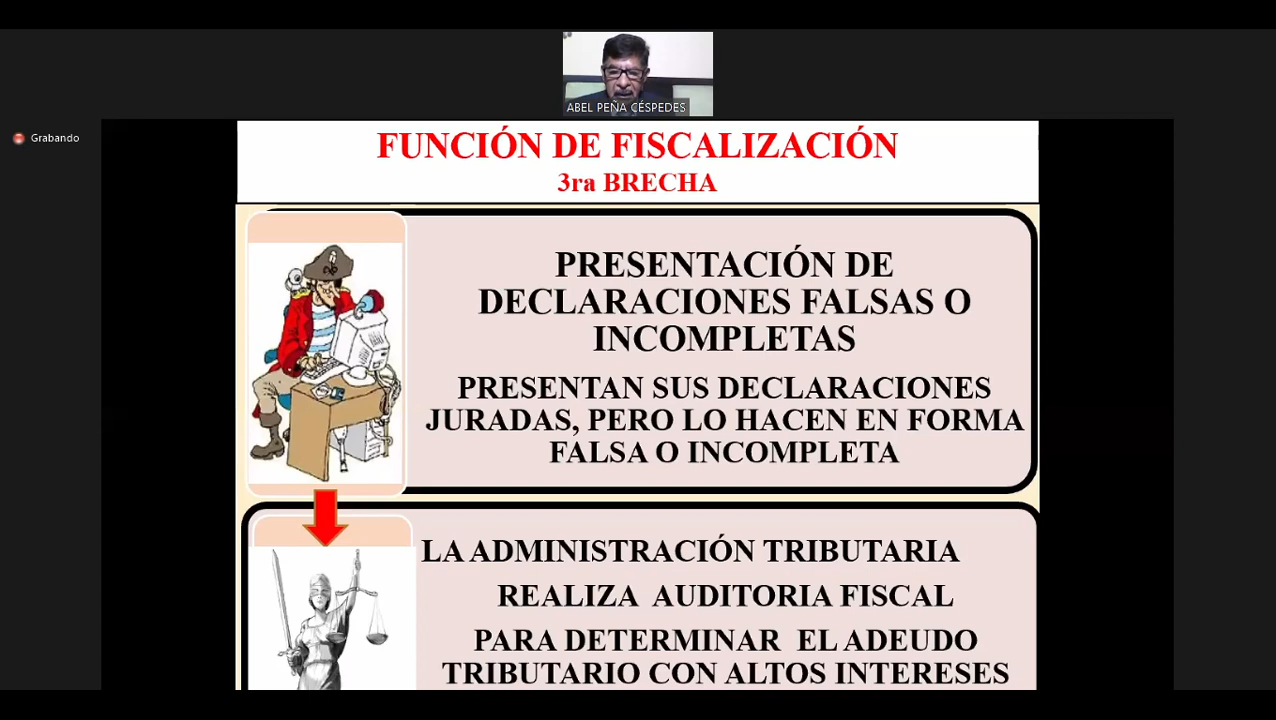 ABEL PEÑA CÉSPEDES
Grabando
FUNCIÓN DE FISCALIZACIÓN
3ra BRECHA
PRESENTACIÓN DE
DECLARACIONES FALSAS O
INCOMPLETAS
PRESENTAN SUS DECLARACIONES
JURADAS, PERO LO HACEN EN FORMA
FALSA O INCOMPLETA
LA ADMINISTRACIÓN TRIBUTARIA
REALIZA AUDITORIA FISCAL
PARA DETERMINAR EL ADEUDO
TRIBUTARIO CON ALTOS INTERESES